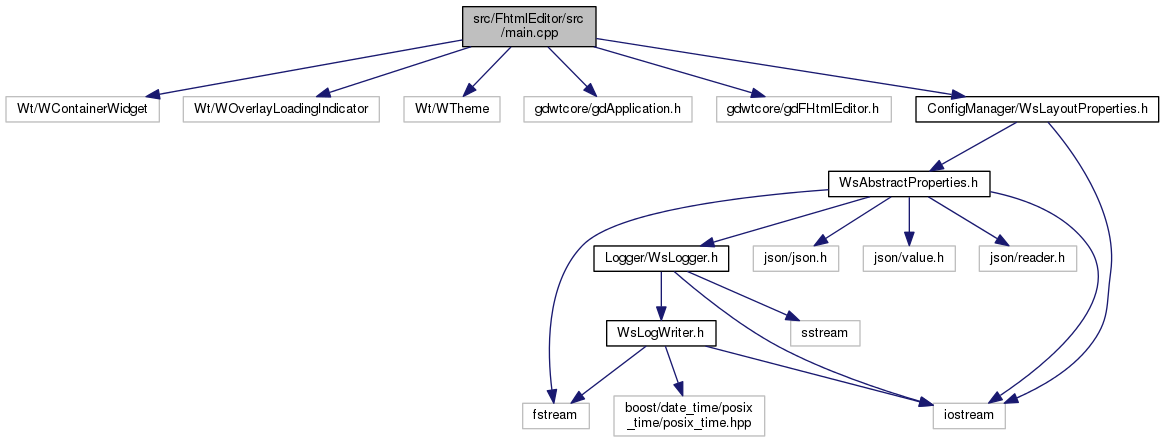 src/FhtmlEditor/src
/main.cpp
Wt/WContainerWidget
Wt/WOverlayLoadingIndicator
Wt/WTheme
gdwtcore/gdApplication.h
gdwtcore/gdFHtmlEditor.h
ConfigManager/WsLayoutProperties.h
WsAbstractProperties.h
Logger/WsLogger.h
json/json.h
json/value.h
json/reader.h
WsLogWriter.h
sstream
fstream
boost/date_time/posix
_time/posix_time.hpp
iostream